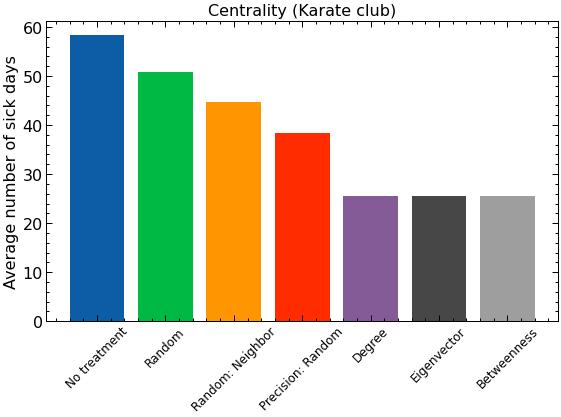 Centrality (Karate club)
Average number of sick days
60
50
40
30
20
10
0
No treatment
Random
Random: Neighbor
Precision: Random
Degree
Eigenvector
Betweenness